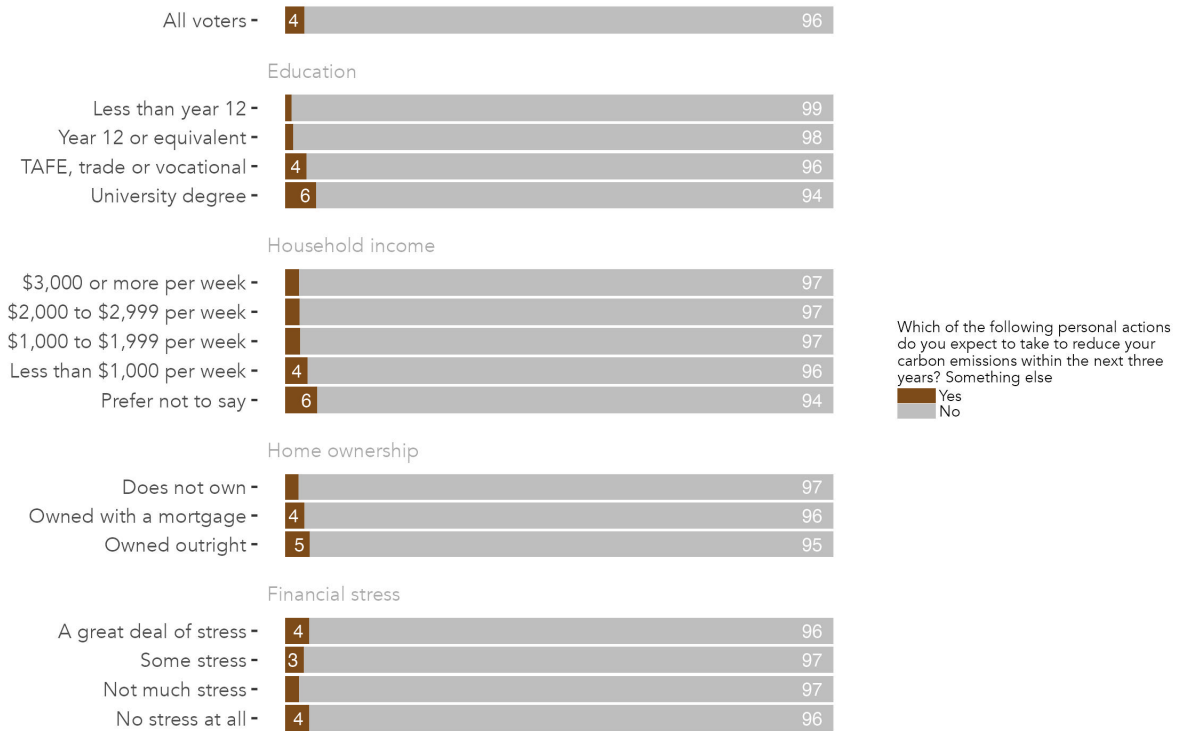 All voters - 4 96
Education
Less than year 12 - 99
Year 12 or equivalent - 98
TAFE, trade or vocational - 4 96
University degree - 6 94
Household income
$3,000 or more per week - 97
$2,000 to $2,999 per week - 97
$1,000 to $1,999 per week - 97
Less than $1,000 per week - 4 96
Prefer not to say - 6 94
Home ownership
Does not own - 97
Owned with a mortgage - 4 96
Owned outright - 5 95
Financial stress
A great deal of stress - 4 96
Some stress - 3 97
Not much stress - 97
No stress at all - 4 96
Which of the following personal actions
do you expect to take to reduce your
carbon emissions within the next three
years? Something else
Yes
No